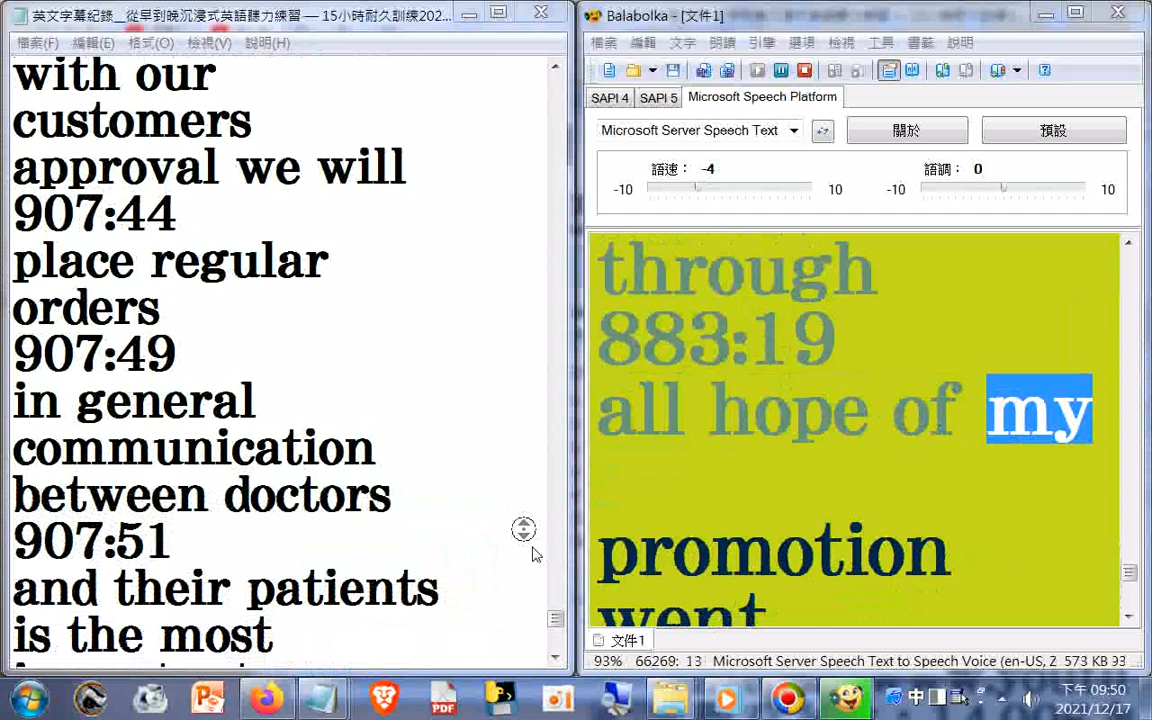 英文字幕紀錄__從早到晚沉浸式英語聽力練習 — 15小時耐久訓練202...
檔案(F) 編輯(E) 格式(O) 檢視(V) 說明(H)
with our
customers
approval we will
907:44
place regular
orders
907:49
in general
communication
between doctors
907:51
and their patients
is the most
Balabolka - [文件1]
檔案 編輯 文字 朗讀 引擎 選項 檢視 工具 書籤 說明
SAPI 4 SAPI 5 Microsoft Speech Platform
Microsoft Server Speech Text 關於 預設
語速： -4 語調： 0
-10 10 -10 10
through
883:19
all hope of my
promotion
went
文件1
93% 66269: 13 Microsoft Server Speech Text to Speech Voice (en-US, 2 573 KB 93
中
下午 09:50
2021/12/17